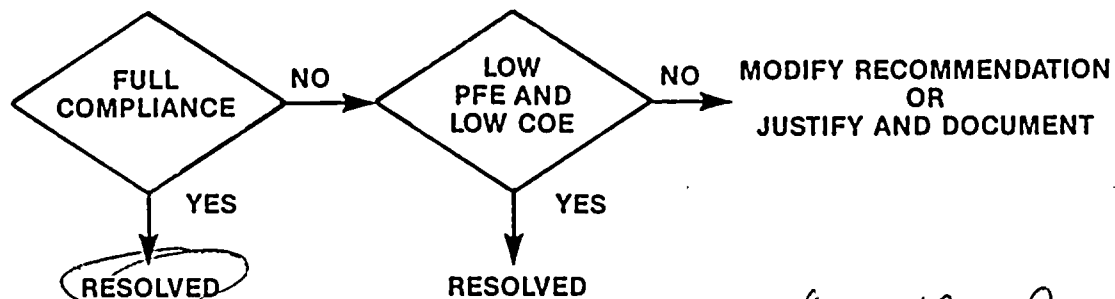 FULL
COMPLIANCE
NO
LOW
PFE AND
LOW COE
NO
MODIFY RECOMMENDATION
OR
JUSTIFY AND DOCUMENT
YES
YES
RESOLVED
RESOLVED